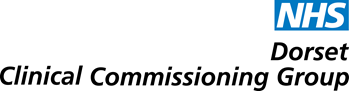 NHS
Dorset
Clinical Commissioning Group